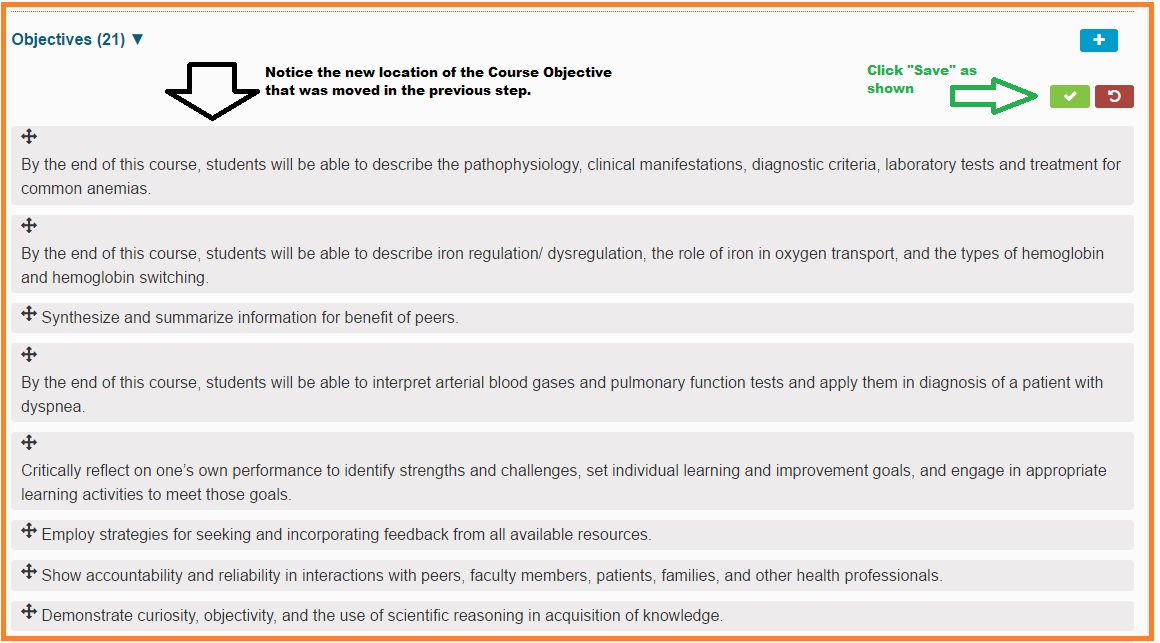 Objectives (21) ▼
Notice the new location of the Course Objective
that was moved in the previous step.
Click "Save" as
shown
By the end of this course, students will be able to describe the pathophysiology, clinical manifestations, diagnostic criteria, laboratory tests and treatment for
common anemias.
By the end of this course, students will be able to describe iron regulation/ dysregulation, the role of iron in oxygen transport, and the types of hemoglobin
and hemoglobin switching.
Synthesize and summarize information for benefit of peers.
By the end of this course, students will be able to interpret arterial blood gases and pulmonary function tests and apply them in diagnosis of a patient with
dyspnea.
Critically reflect on one’s own performance to identify strengths and challenges, set individual learning and improvement goals, and engage in appropriate
learning activities to meet those goals.
Employ strategies for seeking and incorporating feedback from all available resources.
Show accountability and reliability in interactions with peers, faculty members, patients, families, and other health professionals.
Demonstrate curiosity, objectivity, and the use of scientific reasoning in acquisition of knowledge.